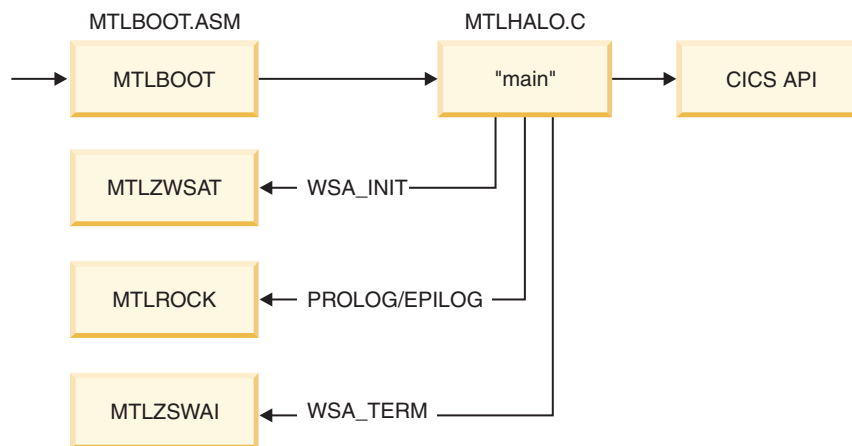 MTLBOOT.ASM
MTLHALO.C
MTLBOOT
"main"
CICS API
MTLZWSAT
WSA_INIT
MTLROCK
PROLOG/EPILOG
MTLZSWAI
WSA_TERM